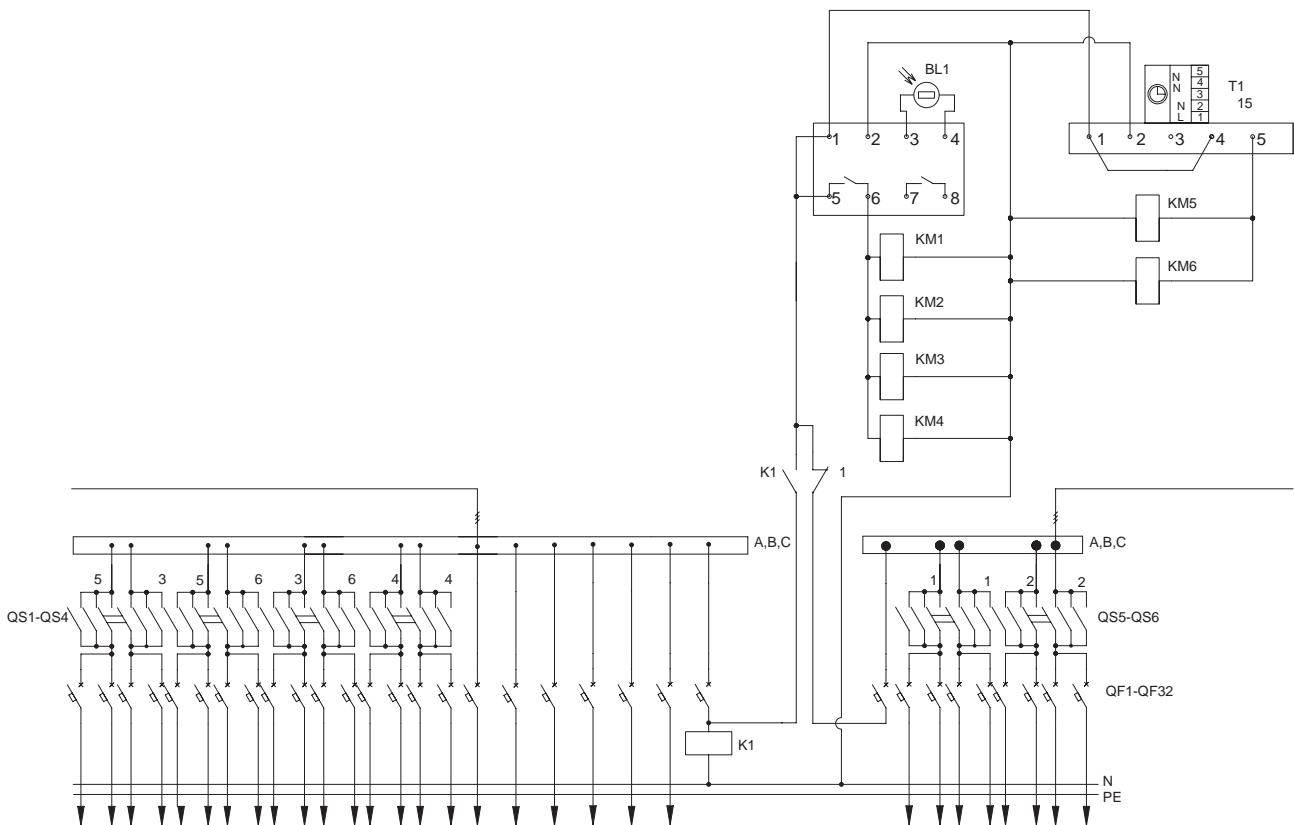 BL1
N
N
N
L
5
4
3
2
1
T1
15
1 2 3 4
1 2 3 4 5
5 6 7 8
KM5
KM1
KM6
KM2
KM3
KM4
K1 1
A,B,C A,B,C
5 3 5 6 3 6 4 4 1 1 2 2
QS1-QS4 QS5-QS6
QF1-QF32
K1
N
PE